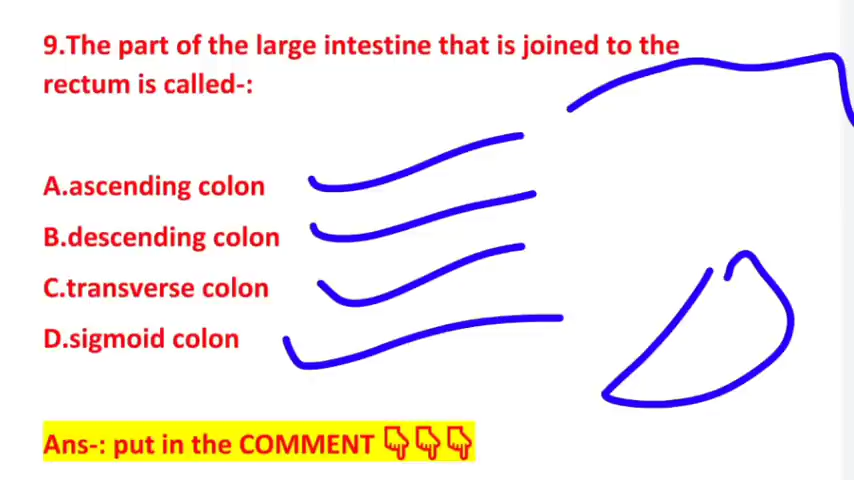 9.The part of the large intestine that is joined to the
rectum is called-:
A.ascending colon
B.descending colon
C.transverse colon
D.sigmoid colon
Ans-: put in the COMMENT 👇👇👇